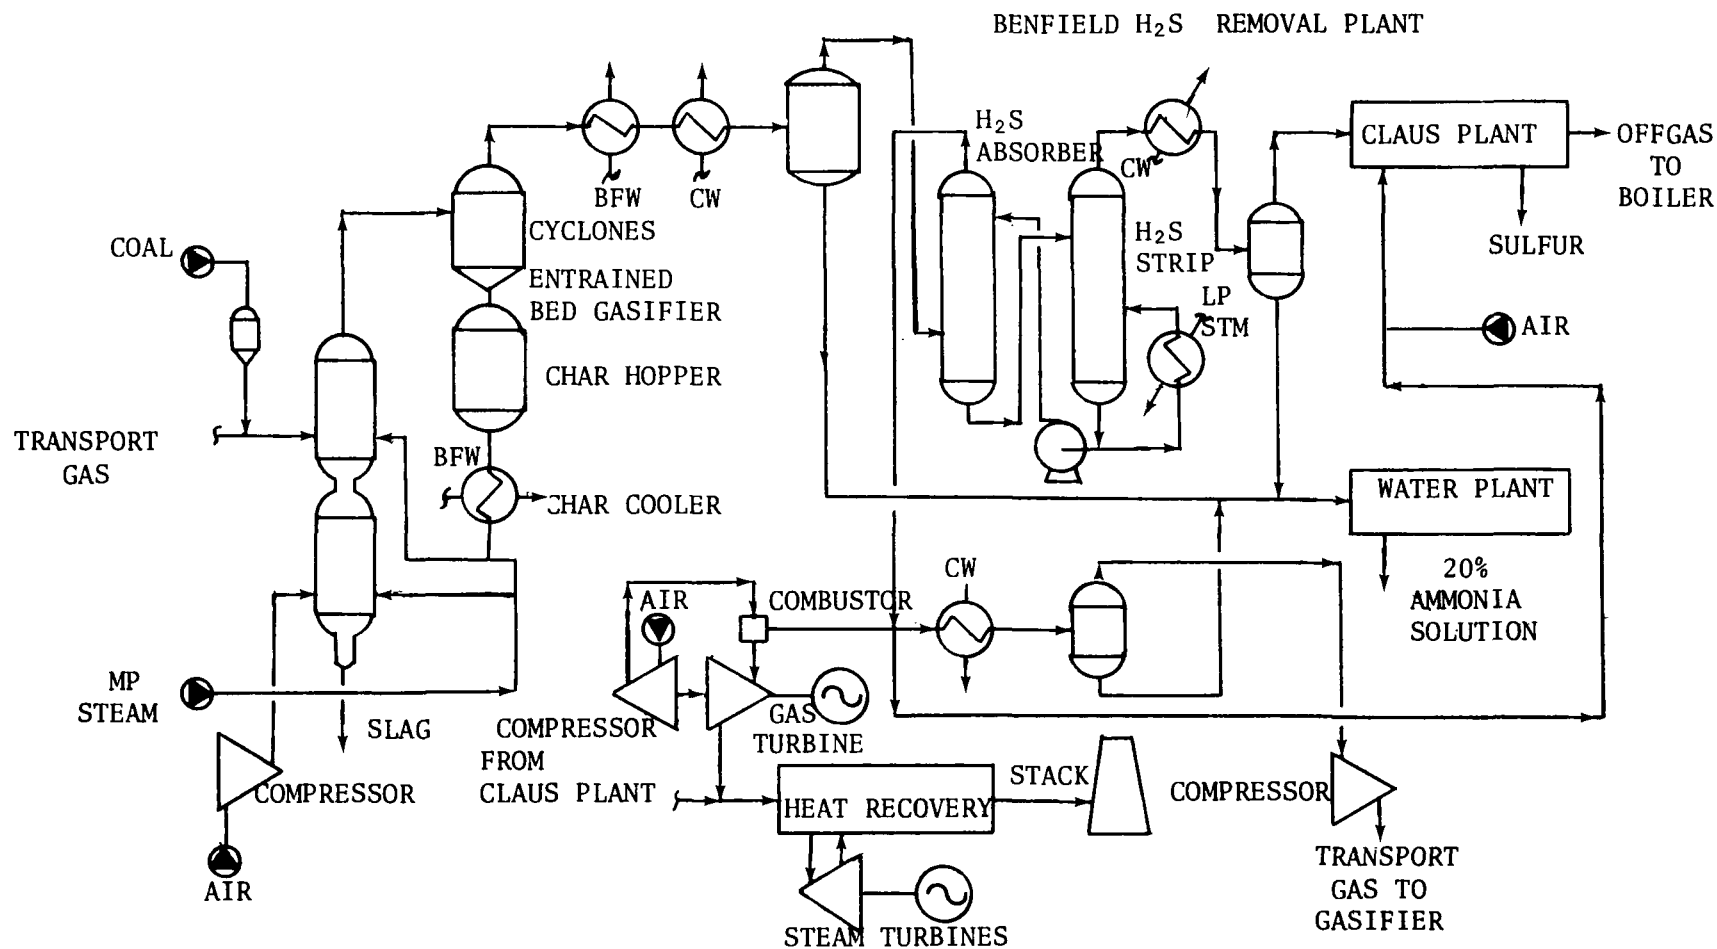 BENFIELD H₂S REMOVAL PLANT
H₂S
ABSORBER
CW
CLAUS PLANT
OFFGAS
TO
BOILER
BFW
CW
CYCLONES
H₂S
STRIP
SULFUR
COAL
ENTRAINED
BED GASIFIER
LP
STM
AIR
CHAR HOPPER
TRANSPORT
GAS
BFW
CHAR COOLER
WATER PLANT
20%
AMMONIA
SOLUTION
CW
AIR
COMBUSTOR
MP
STEAM
SLAG
COMPRESSOR
GAS
TURBINE
FROM
CLAUS PLANT
COMPRESSOR
HEAT RECOVERY
STACK
COMPRESSOR
AIR
TRANSPORT
GAS TO
GASIFIER
STEAM TURBINES